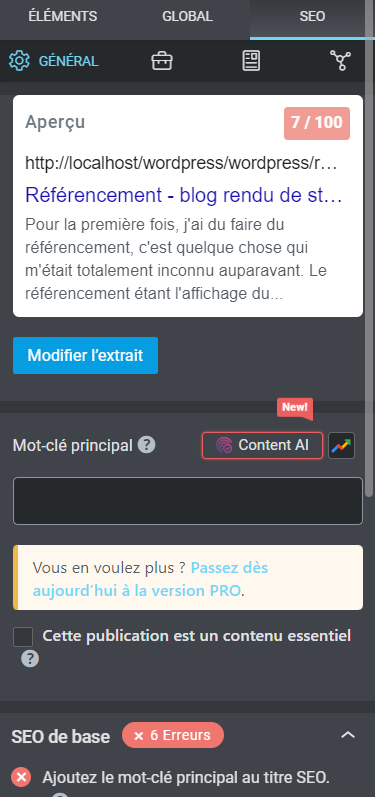 ÉLÉMENTS GLOBAL SEO
GÉNÉRAL
Aperçu 7 / 100
http://localhost/wordpress/wordpress/r...
Référencement - blog rendu de st...
Pour la première fois, j'ai du faire du
référencement, c'est quelque chose qui
m'était totalement inconnu auparavant. Le
référencement étant l'affichage du...
Modifier l'extrait
New!
Mot-clé principal ? Content AI
Vous en voulez plus ? Passez dès
aujourd'hui à la version PRO.
Cette publication est un contenu essentiel
?
SEO de base × 6 Erreurs
Ajoutez le mot-clé principal au titre SEO.